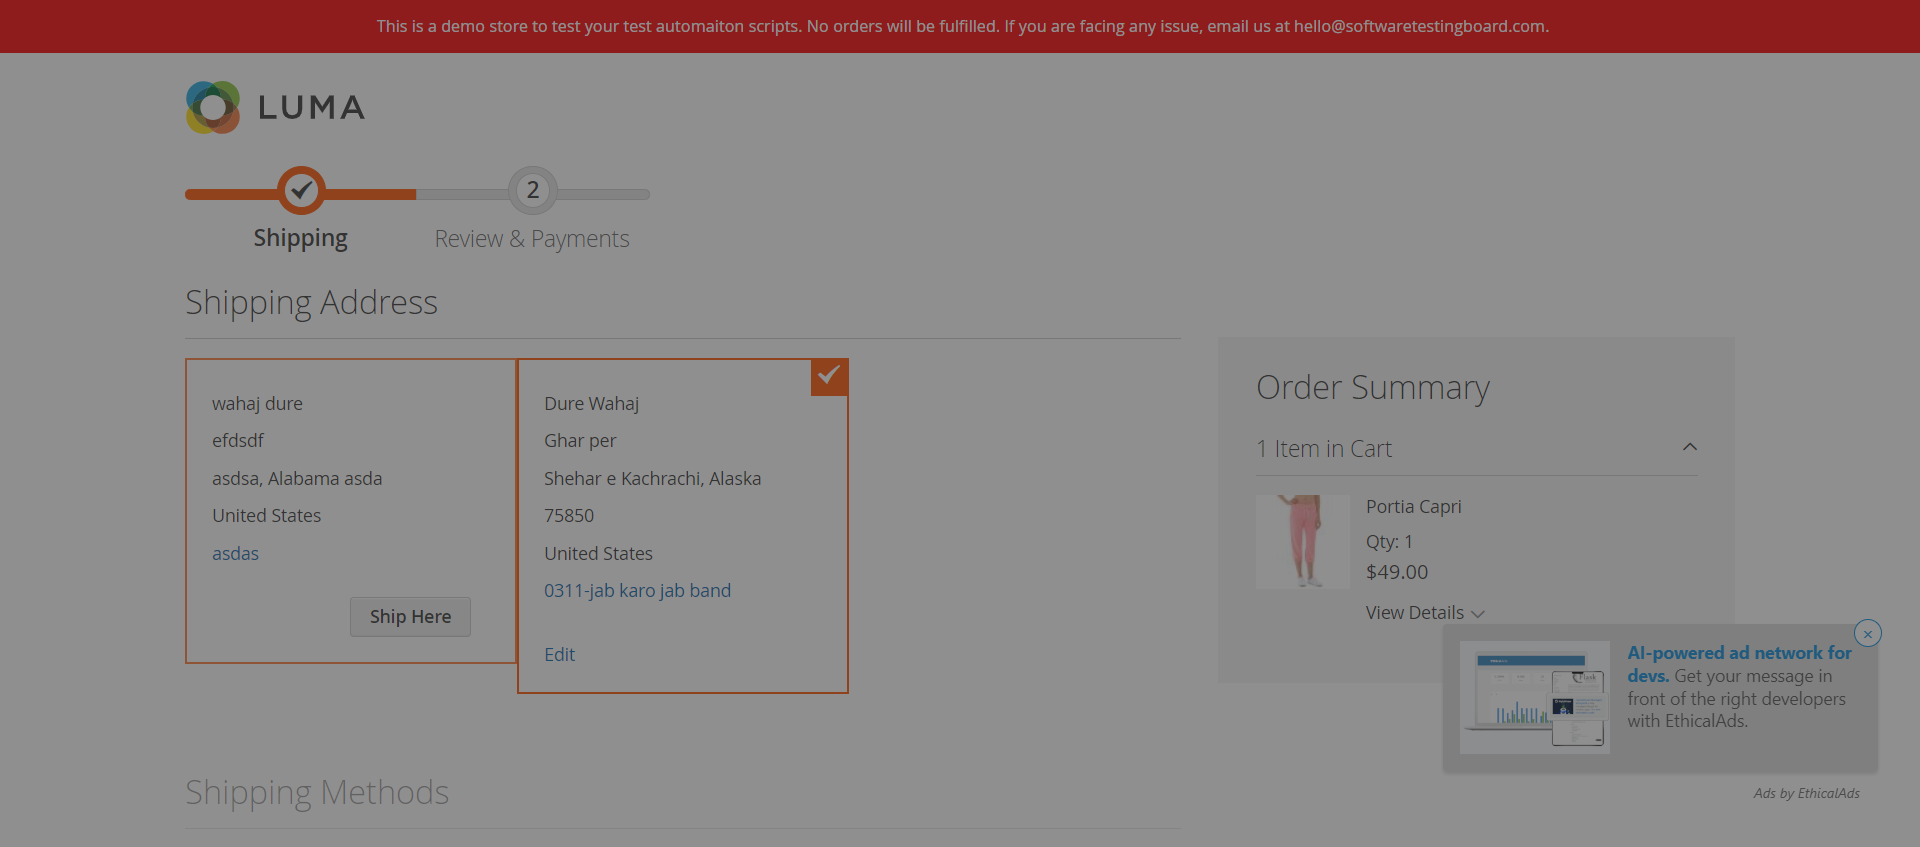 This is a demo store to test your test automaiton scripts. No orders will be fulfilled. If you are facing any issue, email us at hello@softwaretestingboard.com.
LUMA
2
Shipping
Review & Payments
Shipping Address
wahaj dure
efdsdf
asdsa, Alabama asda
United States
asdas
Ship Here
Dure Wahaj
Ghar per
Shehar e Kachrachi, Alaska
75850
United States
0311-jab karo jab band
Edit
Order Summary
1 Item in Cart
Portia Capri
Qty: 1
$49.00
View Details
AI-powered ad network for
devs. Get your message in
front of the right developers
with EthicalAds.
Ads by EthicalAds
Shipping Methods